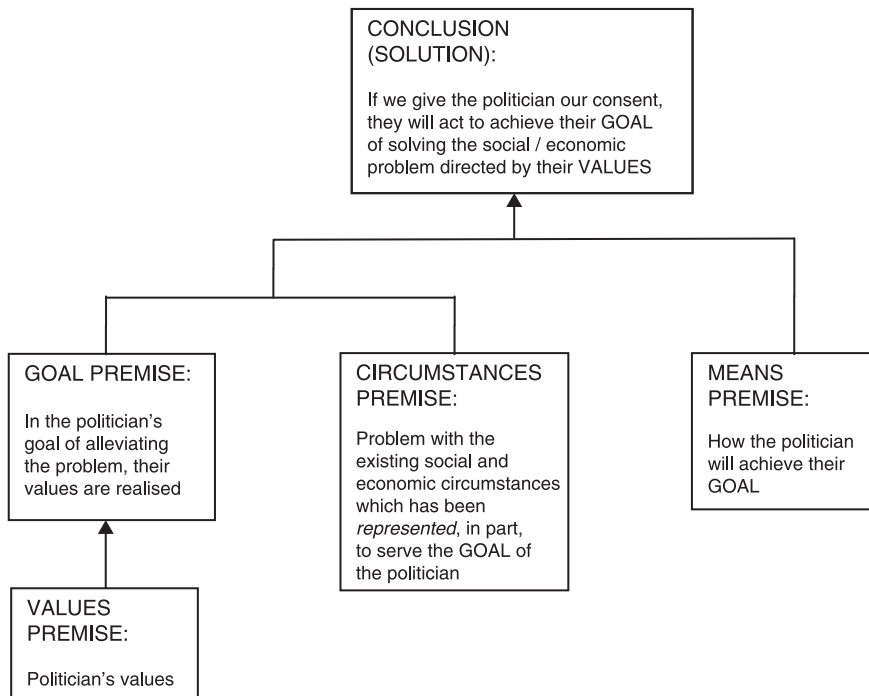 CONCLUSION
(SOLUTION):
If we give the politician our consent,
they will act to achieve their GOAL
of solving the social / economic
problem directed by their VALUES
GOAL PREMISE:
In the politician’s
goal of alleviating
the problem, their
values are realised
CIRCUMSTANCES
PREMISE:
Problem with the
existing social and
economic circumstances
which has been
represented, in part,
to serve the GOAL of
the politician
MEANS
PREMISE:
How the politician
will achieve their
GOAL
VALUES
PREMISE:
Politician’s values